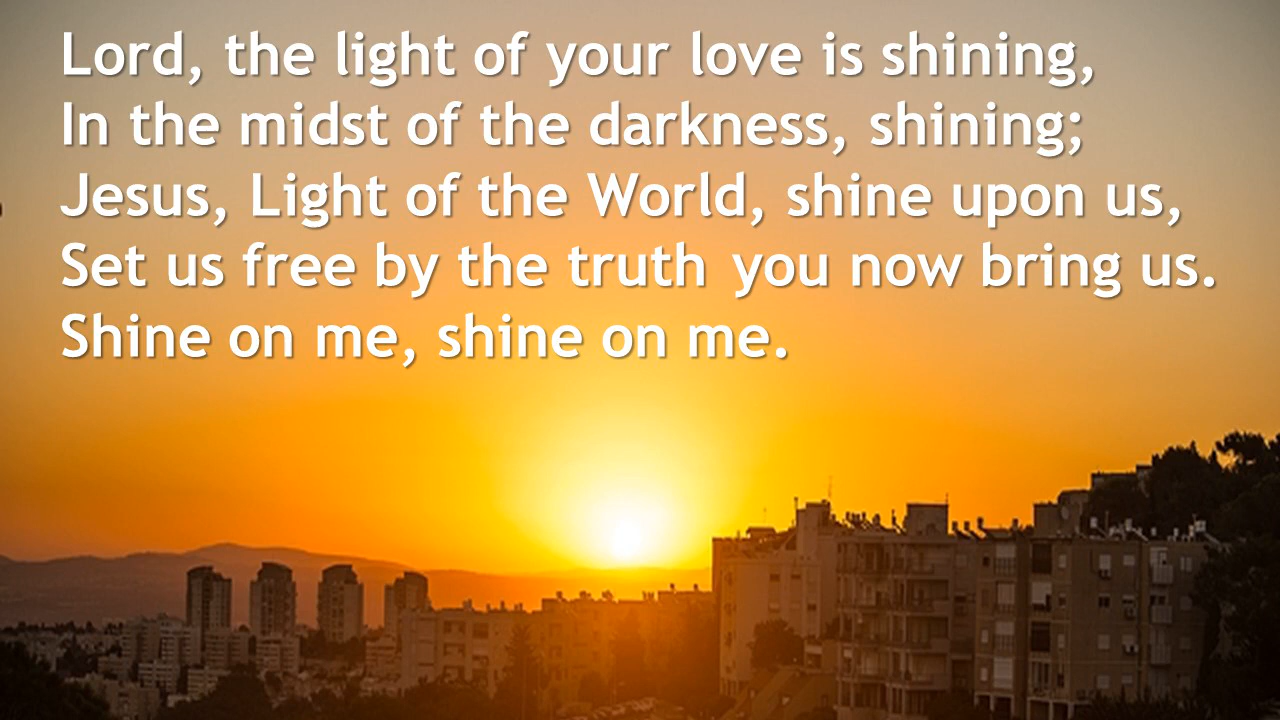 Lord, the light of your love is shining,
In the midst of the darkness, shining;
Jesus, Light of the World, shine upon us,
Set us free by the truth you now bring us.
Shine on me, shine on me.